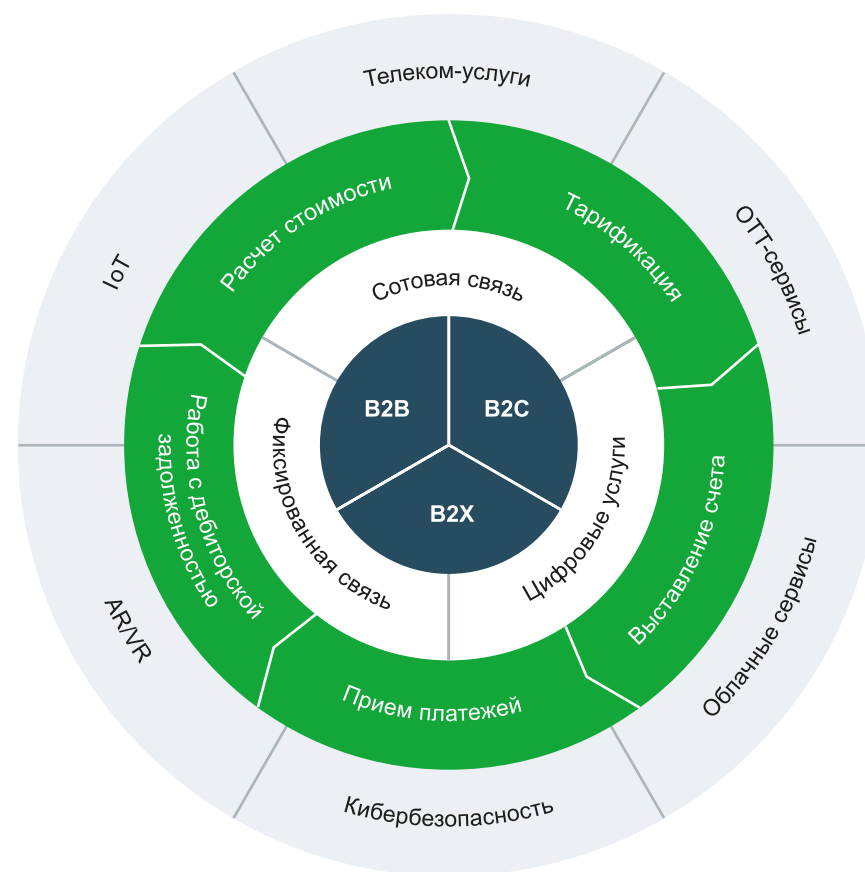 Телеком-услуги
OTT-сервисы
Облачные сервисы
Кибербезопасность
AR/VR
IoT
Расчет стоимости
Тарификация
Выставление счета
Прием платежей
Работа с дебиторской
задолженностью
Сотовая связь
Цифровые услуги
Фиксированная связь
B2B
B2C
B2X